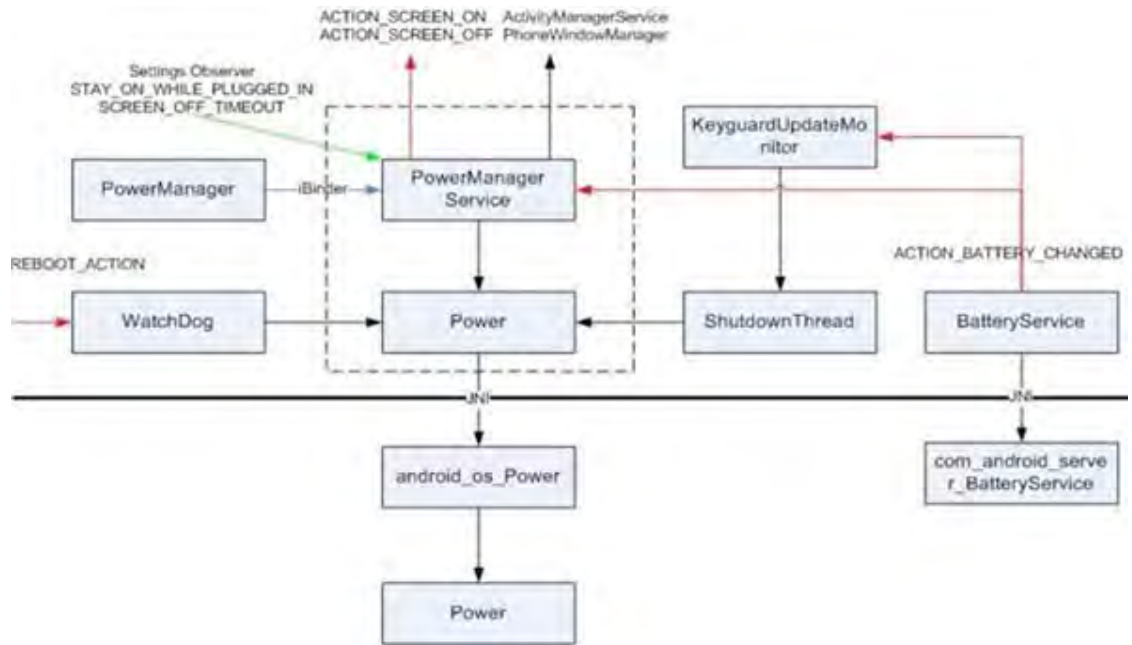 ACTION_SCREEN_ON ActivityManagerService
ACTION_SCREEN_OFF PhoneWindowManager
Settings Observer
STAY_ON_WHILE_PLUGGED_IN
SCREEN_OFF_TIMEOUT
KeyguardUpdateMo
nitor
PowerManager
iBinder
PowerManager
Service
REBOOT_ACTION
ACTION_BATTERY_CHANGED
WatchDog
Power
ShutdownThread
BatteryService
JNI
JNI
android_os_Power
com_android_serve
r_BatteryService
Power